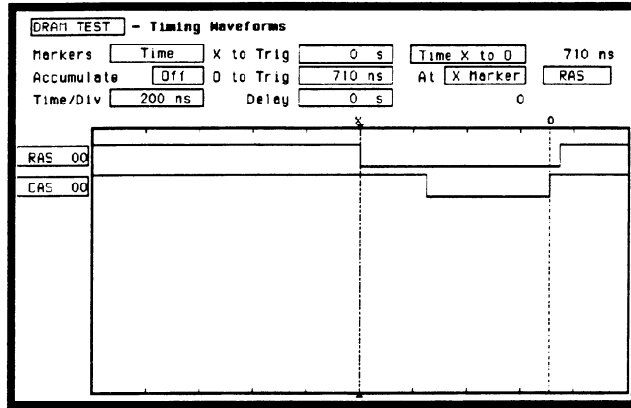 DRAM TEST - Timing Waveforms
Markers Time X to Trig 0 s Time X to O 710 ns
Accumulate Off O to Trig 710 ns At X Marker RAS
Time/Div 200 ns Delay 0 s 0
X O
RAS 00
CAS 00